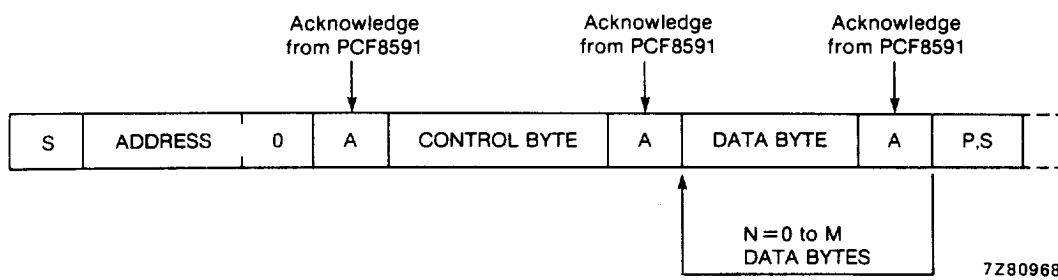 Acknowledge
from PCF8591
Acknowledge
from PCF8591
Acknowledge
from PCF8591
S ADDRESS 0 A CONTROL BYTE A DATA BYTE A P,S
N=0 to M
DATA BYTES
7Z80968